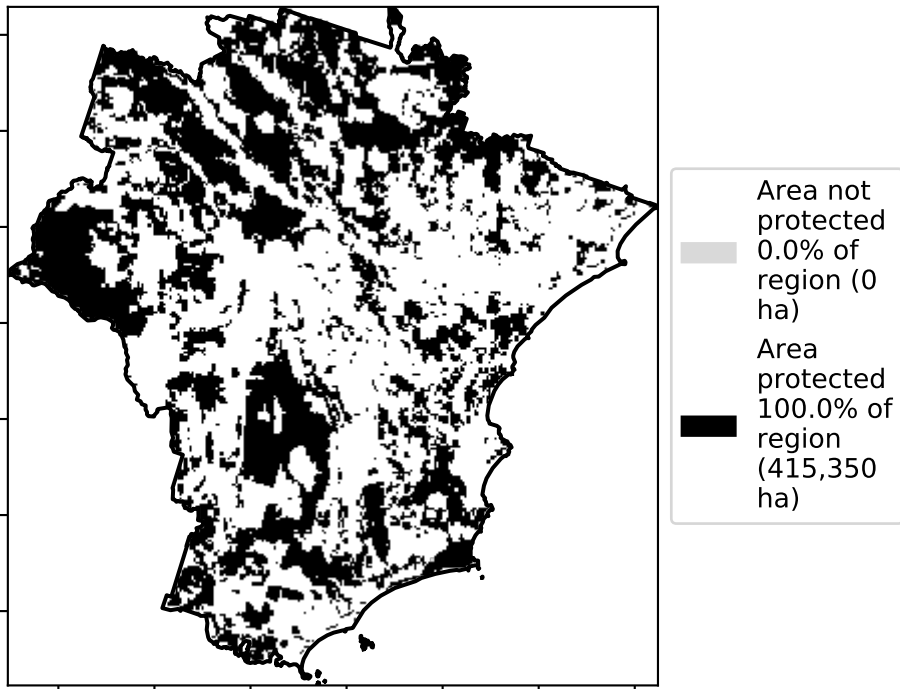 Area not
protected
0.0% of
region (0
ha)
Area
protected
100.0% of
region
(415,350
ha)